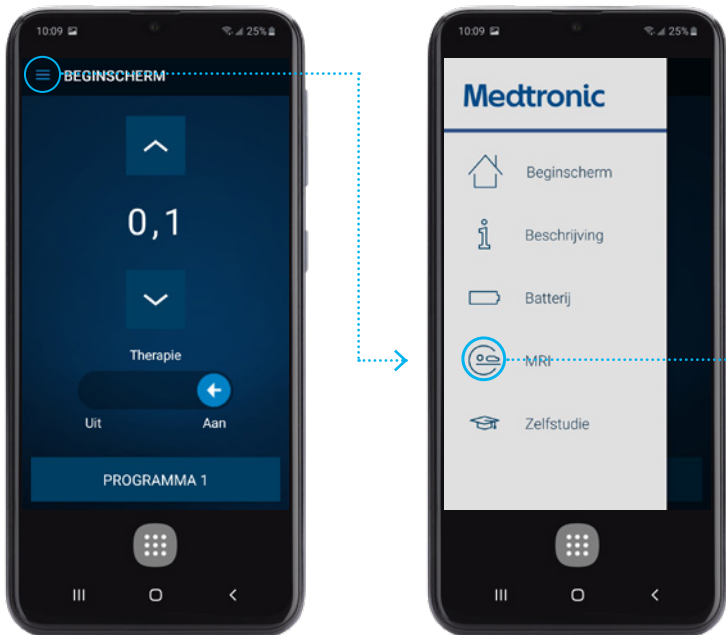 10:09 25%
BEGINSCHERM
0,1
Therapie
Uit Aan
PROGRAMMA 1
10:09 25%
Medtronic
Beginscherm
Beschrijving
Batterij
MRI
Zelfstudie